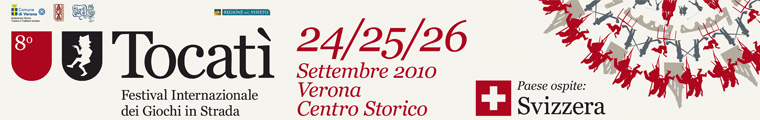 Comune
di Verona
REGIONE DEL VENETO
8°
Tocatì
Festival Internazionale
dei Giochi in Strada
24/25/26
Settembre 2010
Verona
Centro Storico
Paese ospite:
Svizzera